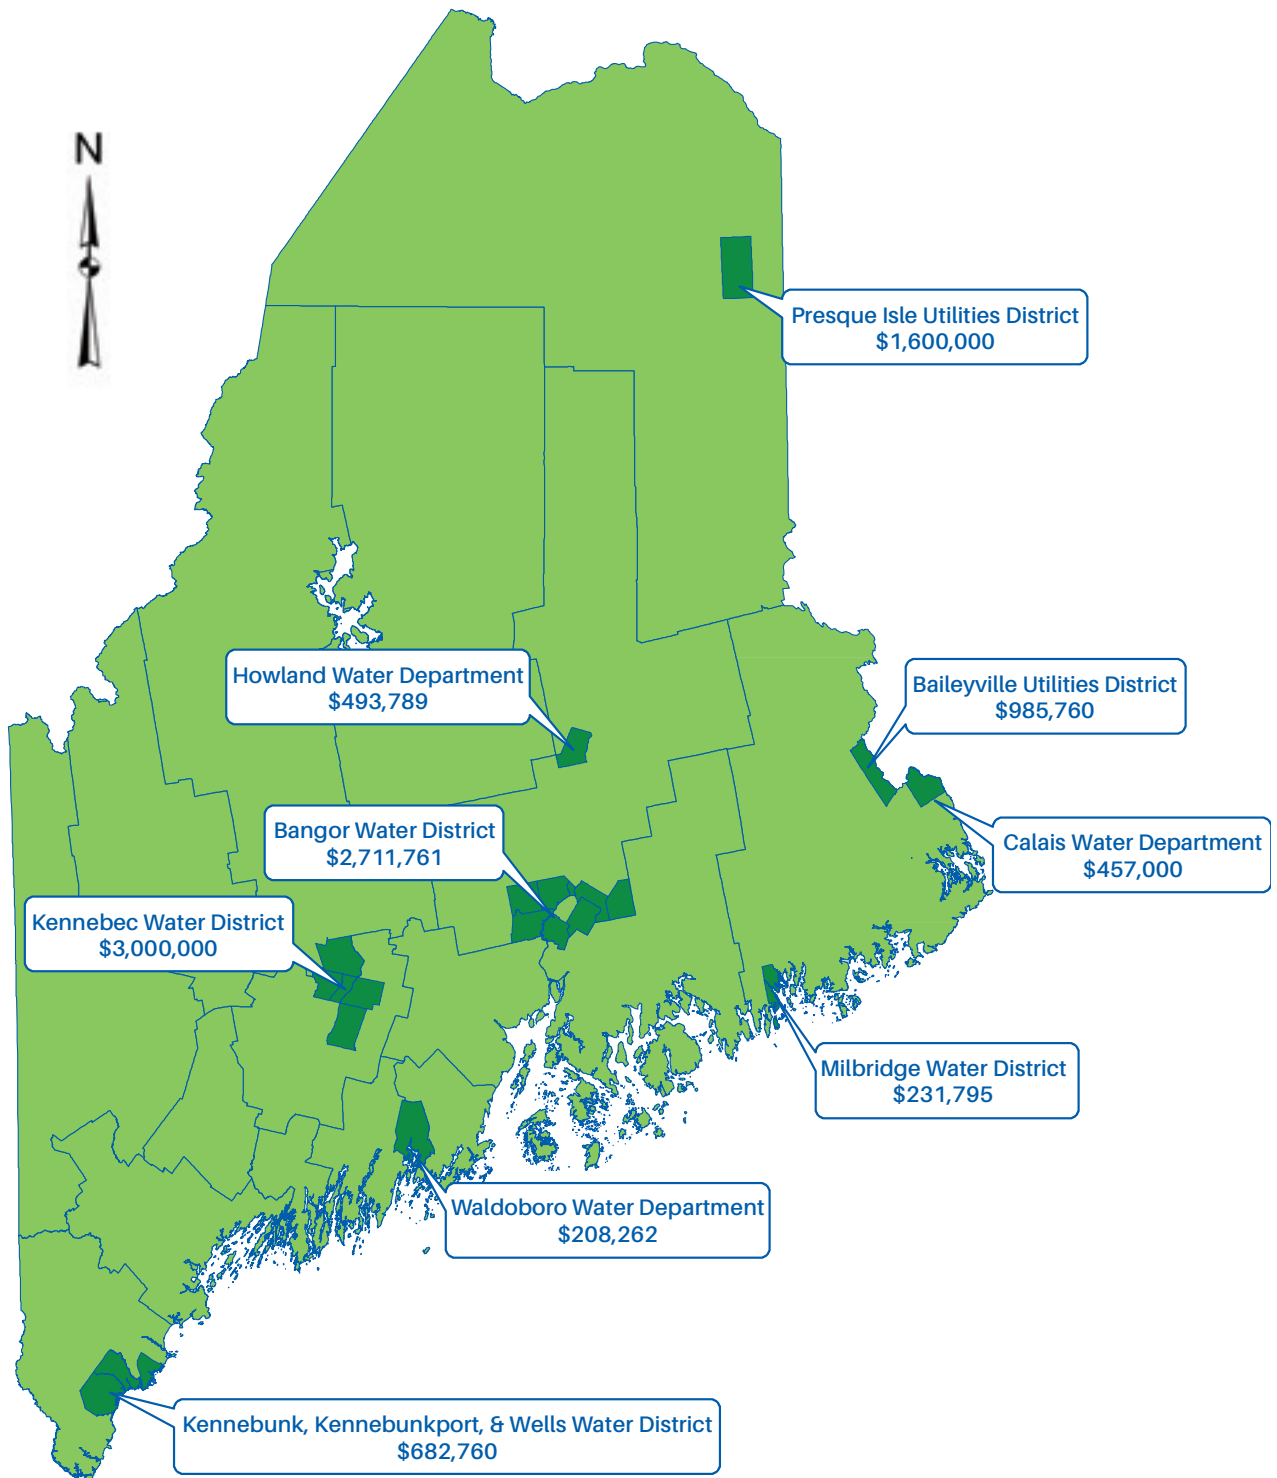 N
Presque Isle Utilities District
$1,600,000
Howland Water Department
$493,789
Baileyville Utilities District
$985,760
Bangor Water District
$2,711,761
Calais Water Department
$457,000
Kennebec Water District
$3,000,000
Milbridge Water District
$231,795
Waldoboro Water Department
$208,262
Kennebunk, Kennebunkport, & Wells Water District
$682,760